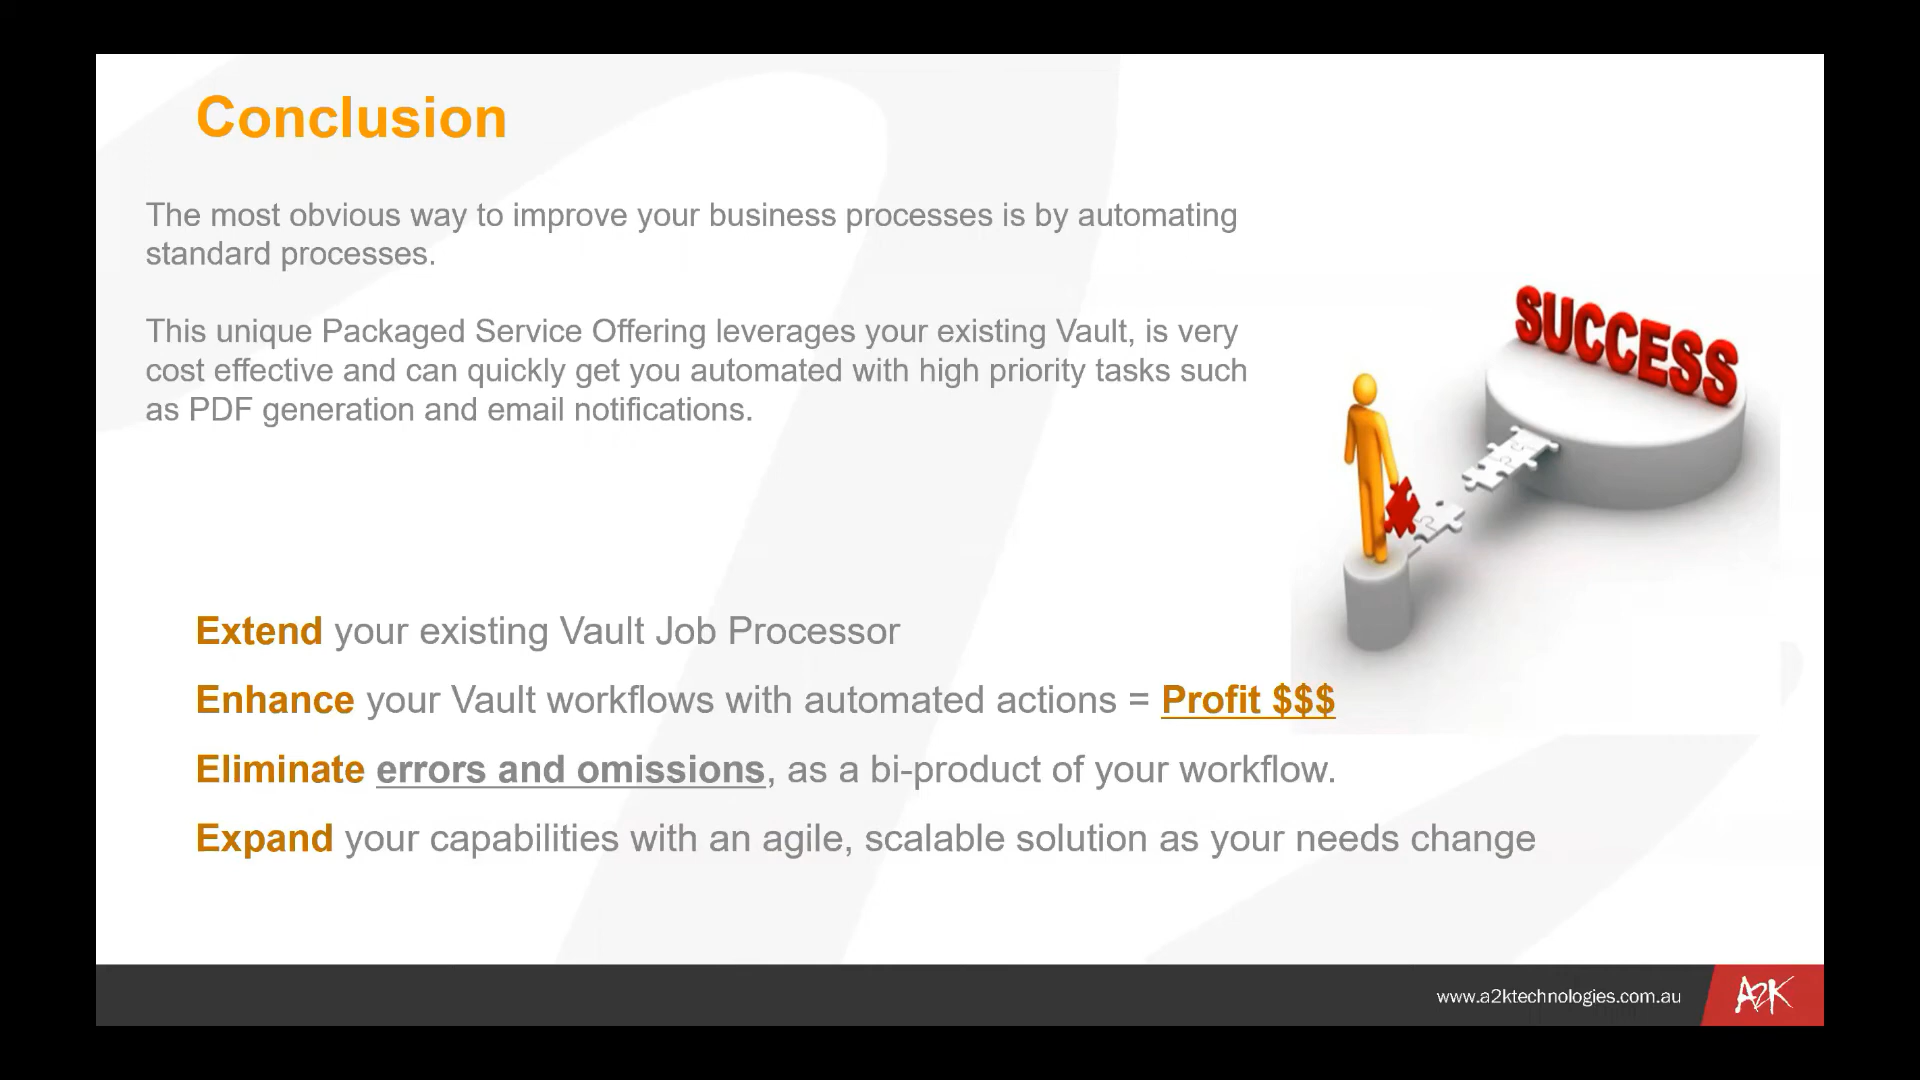 Conclusion
The most obvious way to improve your business processes is by automating
standard processes.
This unique Packaged Service Offering leverages your existing Vault, is very
cost effective and can quickly get you automated with high priority tasks such
as PDF generation and email notifications.
SUCCESS
Extend your existing Vault Job Processor
Enhance your Vault workflows with automated actions = Profit $$$
Eliminate errors and omissions, as a bi-product of your workflow.
Expand your capabilities with an agile, scalable solution as your needs change
www.a2ktechnologies.com.au
A2K